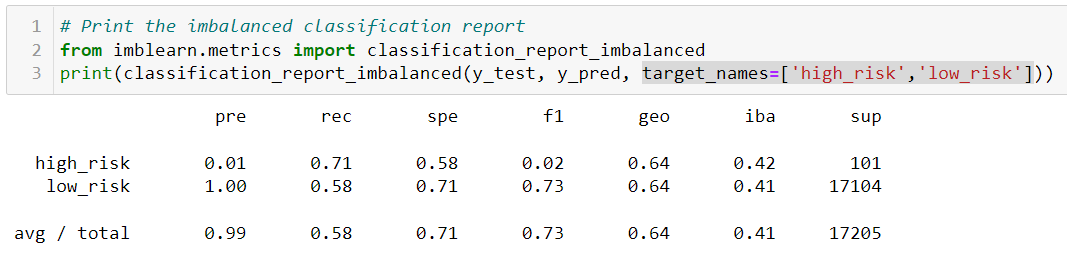 1 # Print the imbalanced classification report
2 from imblearn.metrics import classification_report_imbalanced
3 print(classification_report_imbalanced(y_test, y_pred, target_names=['high_risk','low_risk']))
pre rec spe f1 geo iba sup
high_risk 0.01 0.71 0.58 0.02 0.64 0.42 101
low_risk 1.00 0.58 0.71 0.73 0.64 0.41 17104
avg / total 0.99 0.58 0.71 0.73 0.64 0.41 17205